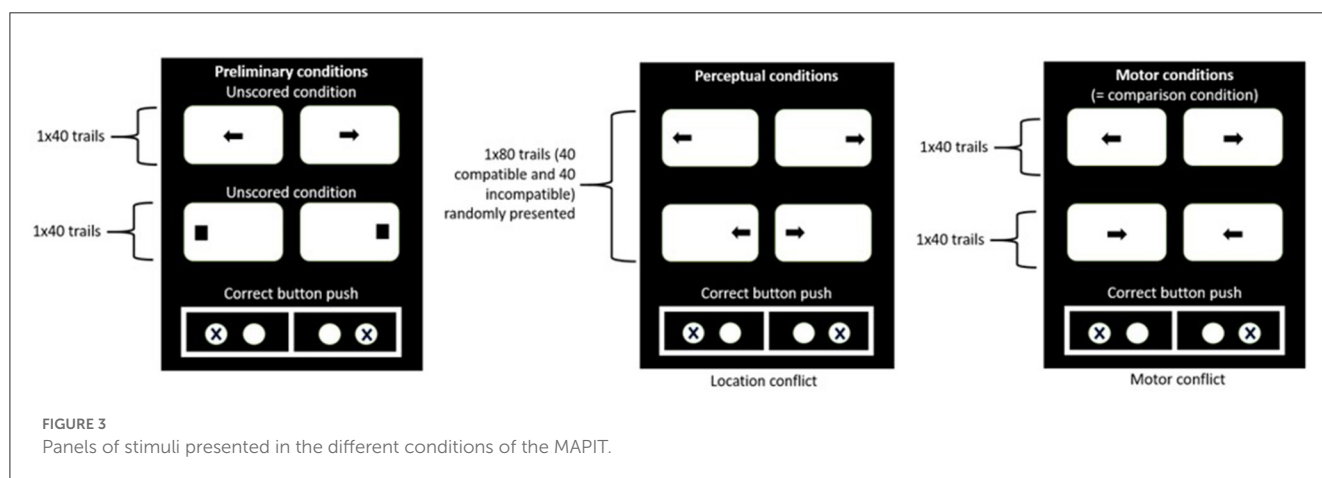 Preliminary conditions
Unscored condition
1x40 trails
Unscored condition
1x40 trails
Correct button push
X
X
Perceptual conditions
1x80 trails (40
compatible and 40
incompatible)
randomly presented
Correct button push
X
X
Location conflict
Motor conditions
(= comparison condition)
1x40 trails
1x40 trails
Correct button push
X
X
Motor conflict
FIGURE 3
Panels of stimuli presented in the different conditions of the MAPIT.